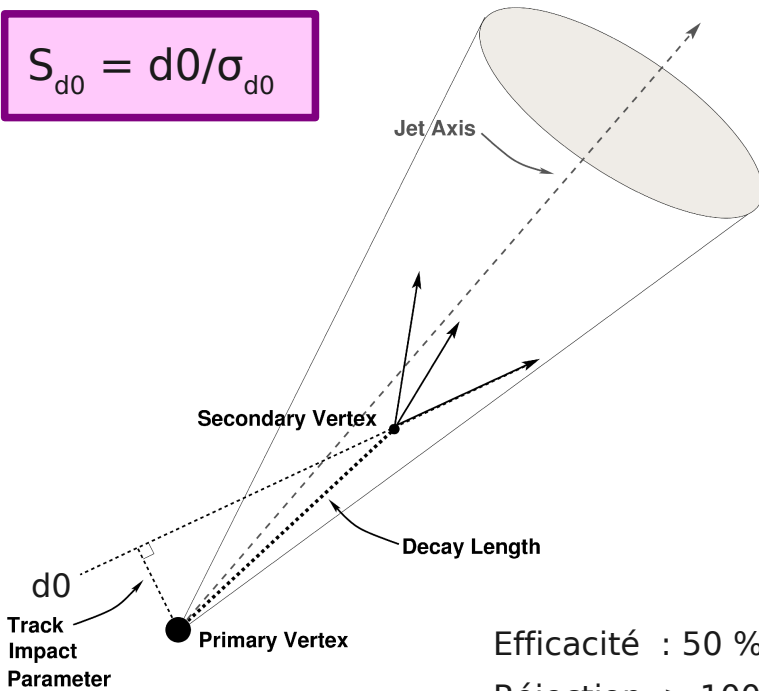 S_d0 = d0/σ_d0
Jet Axis
Secondary Vertex
Decay Length
d0
Track
Impact
Parameter
Primary Vertex
Efficacité : 50 %